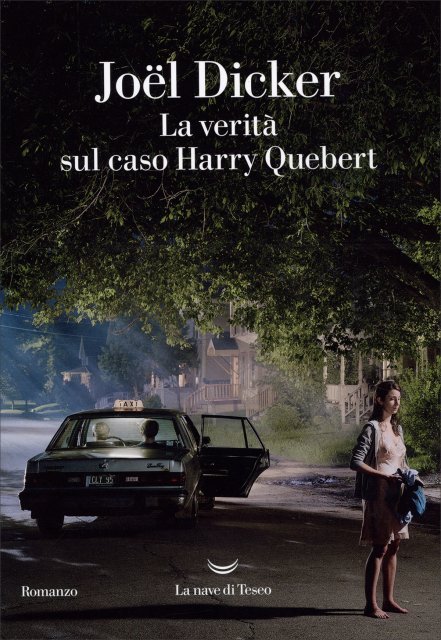 Joël Dicker
La verità
sul caso Harry Quebert
TAXI
Romanzo
La nave di Teseo